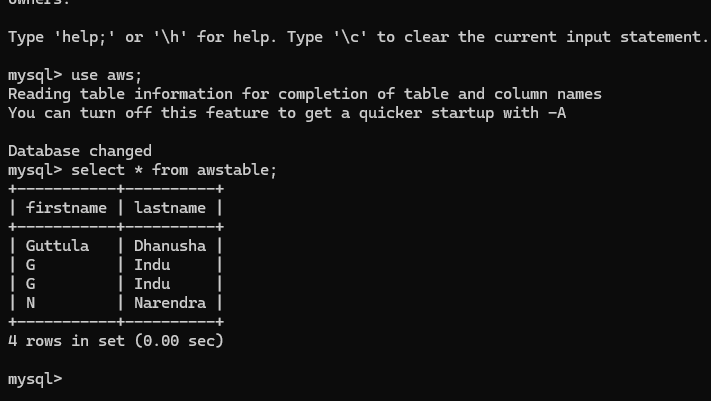 owners.
Type 'help;' or '\h' for help. Type '\c' to clear the current input statement.
mysql> use aws;
Reading table information for completion of table and column names
You can turn off this feature to get a quicker startup with -A
Database changed
mysql> select * from awstable;
+-----------+----------+
| firstname | lastname |
+-----------+----------+
| Guttula   | Dhanusha |
| G         | Indu     |
| G         | Indu     |
| N         | Narendra |
+-----------+----------+
4 rows in set (0.00 sec)
mysql>